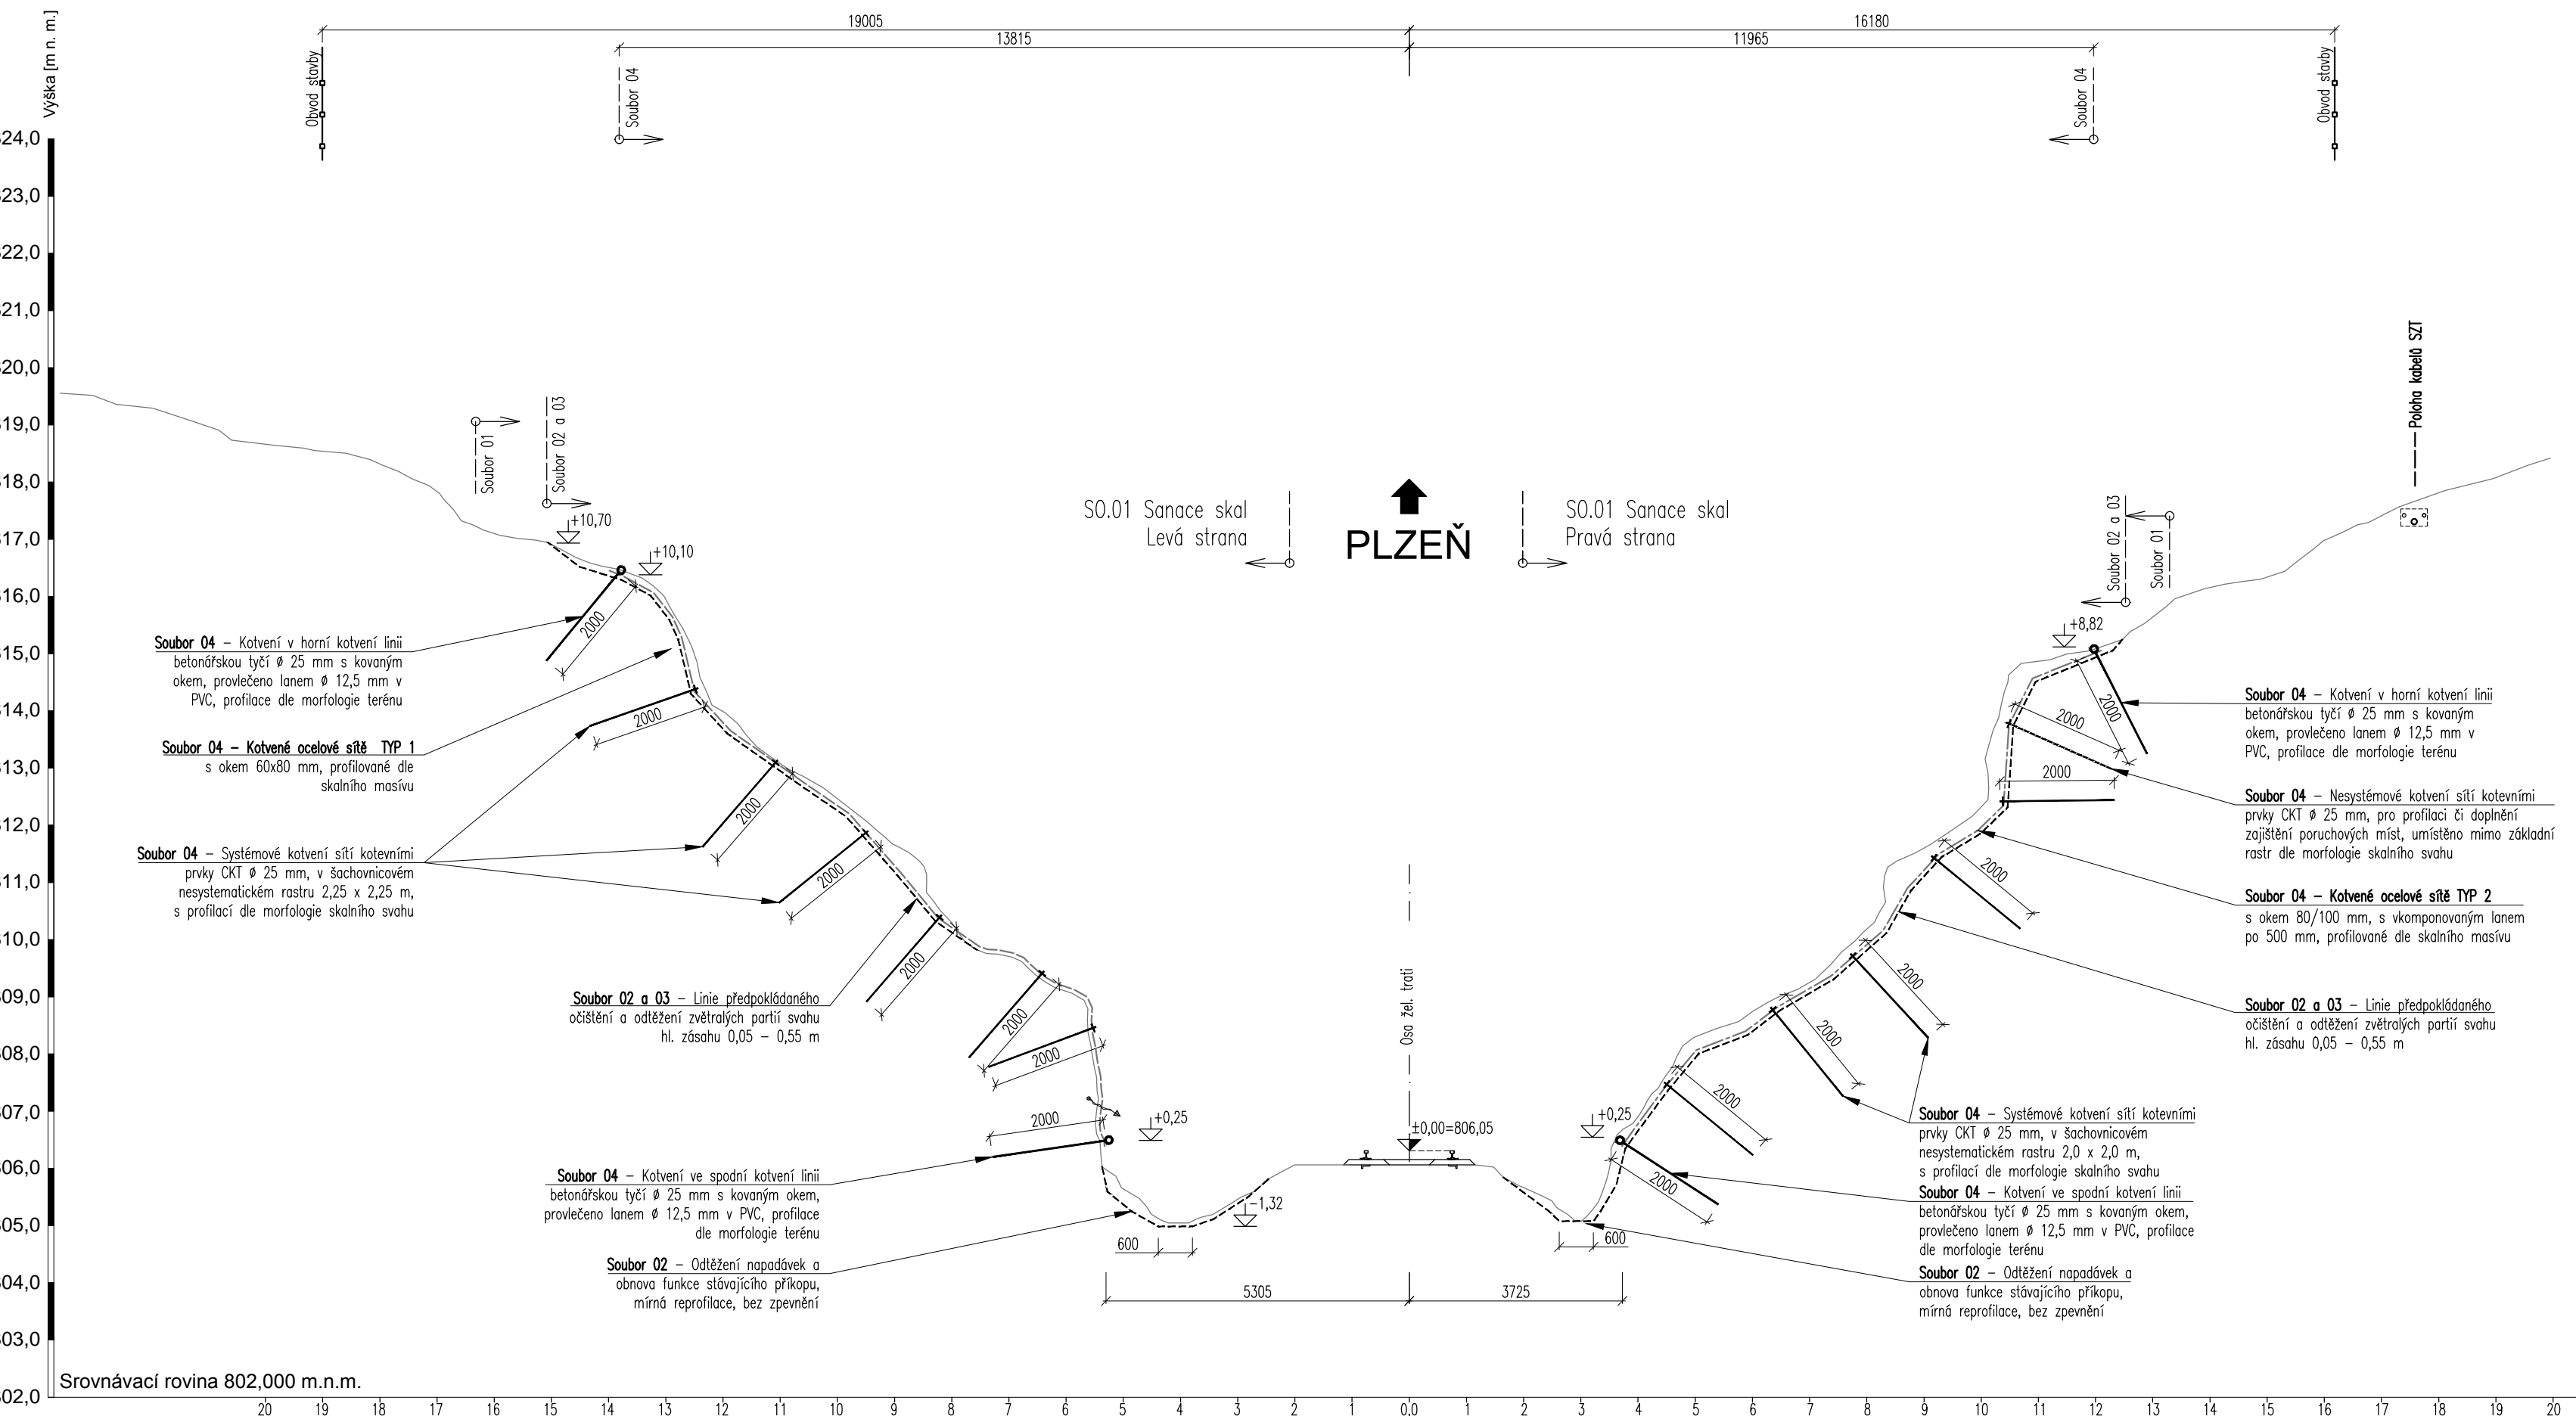 Výška [m n. m.]
19005
16180
13815
11965
Obvod stavby
Soubor 04
Soubor 04
Obvod stavby
24,0
23,0
22,0
21,0
20,0
19,0
18,0
17,0
16,0
15,0
14,0
13,0
12,0
11,0
10,0
09,0
08,0
07,0
06,0
05,0
04,0
03,0
02,0
Soubor 01
Soubor 02 a 03
+10,70
+10,10
SO.01 Sanace skal
Levá strana
PLZEŇ
SO.01 Sanace skal
Pravá strana
Poloha kabelů SZT
Soubor 02 a 03
Soubor 01
+8,82
Soubor 04 – Kotvení v horní kotvení linii
betonářskou tyčí ø 25 mm s kovaným
okem, provlečeno lanem ø 12,5 mm v
PVC, profilace dle morfologie terénu
Soubor 04 – Kotvené ocelové sítě TYP 1
s okem 60x80 mm, profilované dle
skalního masívu
Soubor 04 – Systémové kotvení sítí kotevními
prvky CKT ø 25 mm, v šachovnicovém
nesystematickém rastru 2,25 x 2,25 m,
s profilací dle morfologie skalního svahu
Soubor 02 a 03 – Linie předpokládaného
očištění a odtěžení zvětralých partií svahu
hl. zásahu 0,05 – 0,55 m
Soubor 04 – Kotvení ve spodní kotvení linii
betonářskou tyčí ø 25 mm s kovaným okem,
provlečeno lanem ø 12,5 mm v PVC, profilace
dle morfologie terénu
Soubor 02 – Odtěžení napadávek a
obnova funkce stávajícího příkopu,
mírná reprofilace, bez zpevnění
2000
2000
2000
2000
2000
2000
2000
2000
+0,25
-1,32
600
5305
Osa žel. trati
±0,00=806,05
3725
600
+0,25
2000
2000
2000
2000
2000
2000
2000
2000
Soubor 04 – Kotvení v horní kotvení linii
betonářskou tyčí ø 25 mm s kovaným
okem, provlečeno lanem ø 12,5 mm v
PVC, profilace dle morfologie terénu
Soubor 04 – Nesystémové kotvení sítí kotevními
prvky CKT ø 25 mm, pro profilaci či doplnění
zajištění poruchových míst, umístěno mimo základní
rastr dle morfologie skalního svahu
Soubor 04 – Kotvené ocelové sítě TYP 2
s okem 80/100 mm, s vkomponovaným lanem
po 500 mm, profilované dle skalního masívu
Soubor 02 a 03 – Linie předpokládaného
očištění a odtěžení zvětralých partií svahu
hl. zásahu 0,05 – 0,55 m
Soubor 04 – Systémové kotvení sítí kotevními
prvky CKT ø 25 mm, v šachovnicovém
nesystematickém rastru 2,0 x 2,0 m,
s profilací dle morfologie skalního svahu
Soubor 04 – Kotvení ve spodní kotvení linii
betonářskou tyčí ø 25 mm s kovaným okem,
provlečeno lanem ø 12,5 mm v PVC, profilace
dle morfologie terénu
Soubor 02 – Odtěžení napadávek a
obnova funkce stávajícího příkopu,
mírná reprofilace, bez zpevnění
Srovnávací rovina 802,000 m.n.m.
20 19 18 17 16 15 14 13 12 11 10 9 8 7 6 5 4 3 2 1 0.0 1 2 3 4 5 6 7 8 9 10 11 12 13 14 15 16 17 18 19 20